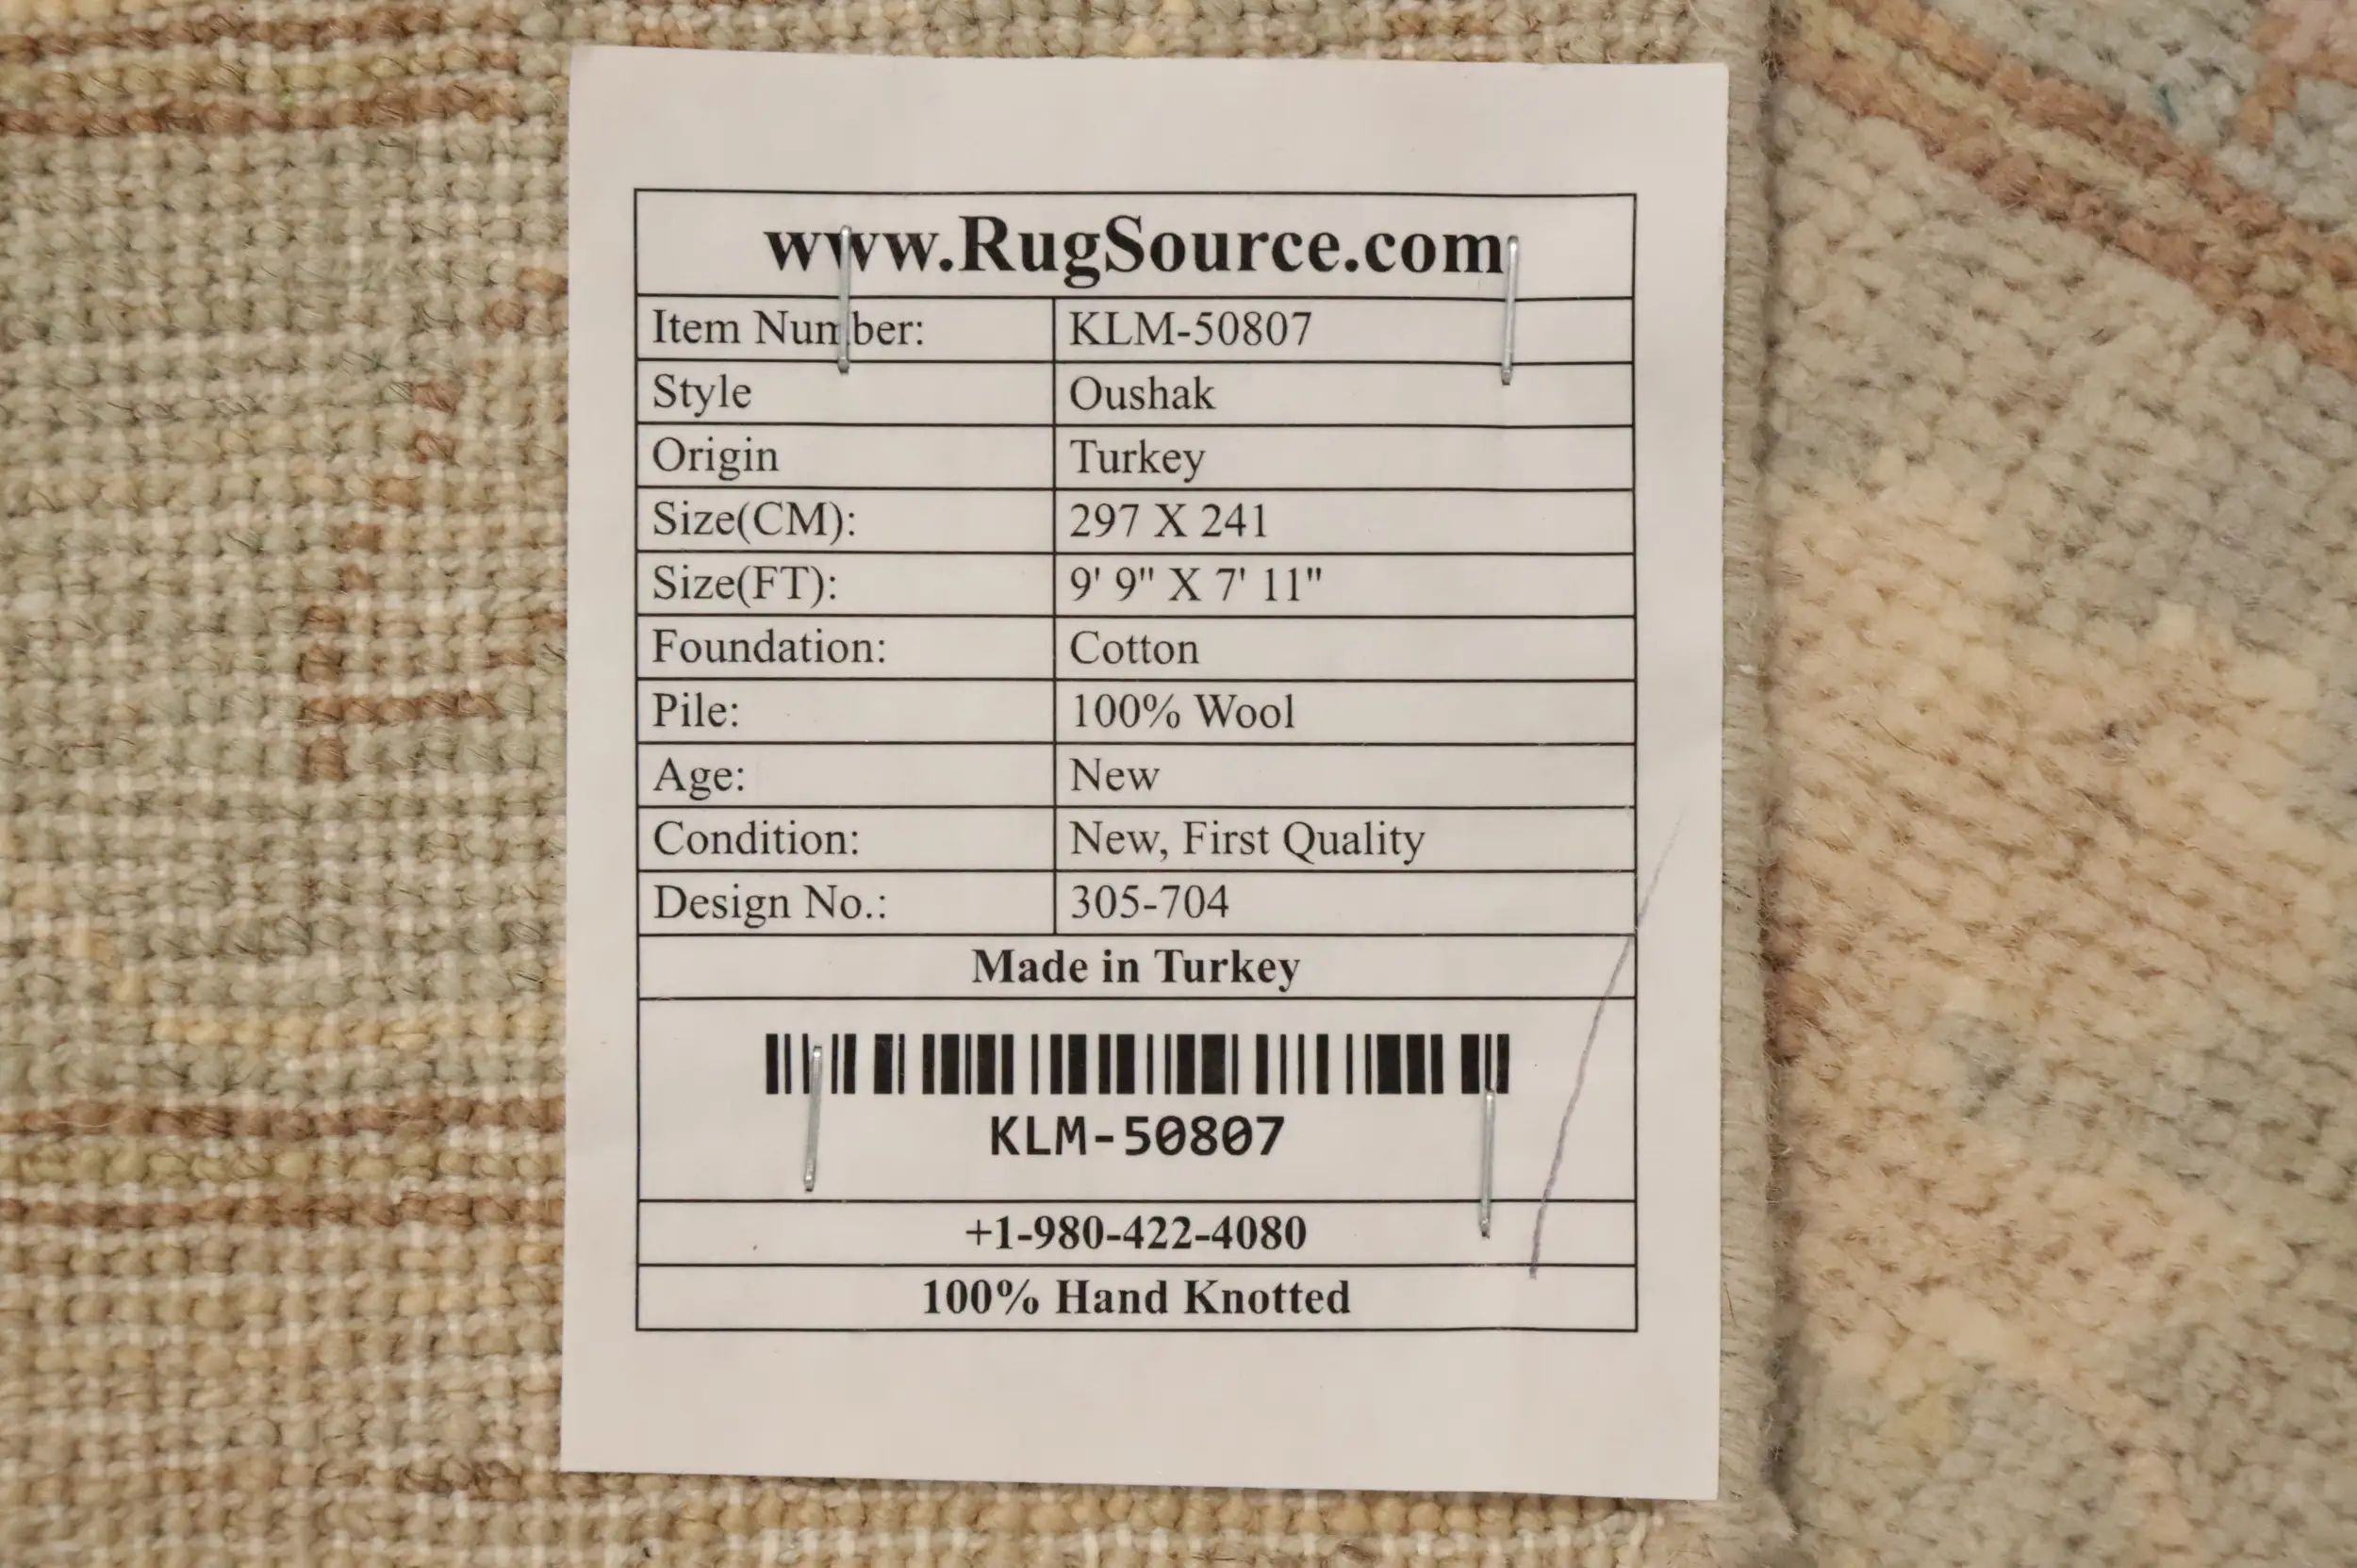 www.RugSource.com
Item Number: KLM-50807
Style Oushak
Origin Turkey
Size(CM): 297 X 241
Size(FT): 9' 9" X 7' 11"
Foundation: Cotton
Pile: 100% Wool
Age: New
Condition: New, First Quality
Design No.: 305-704
Made in Turkey
KLM-50807
+1-980-422-4080
100% Hand Knotted